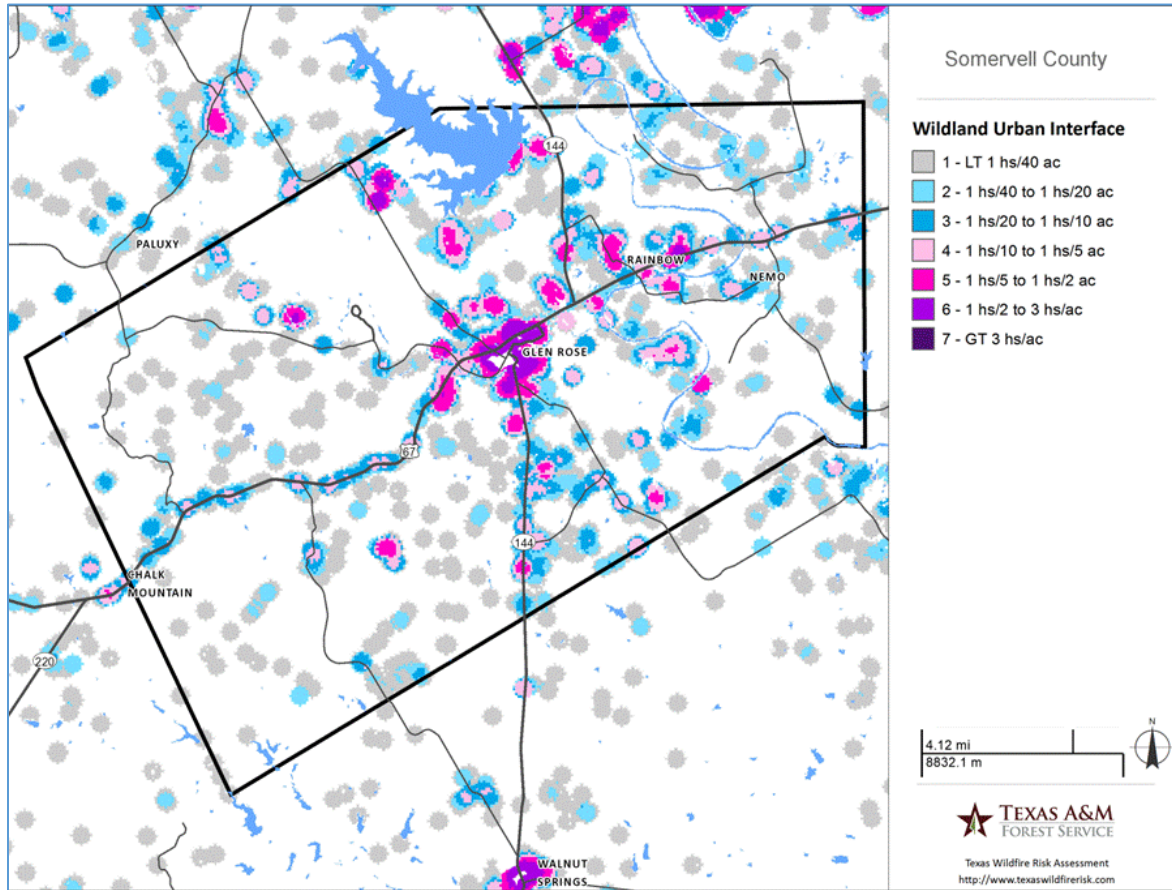 Somervell County
Wildland Urban Interface
1 - LT 1 hs/40 ac
2 - 1 hs/40 to 1 hs/20 ac
3 - 1 hs/20 to 1 hs/10 ac
4 - 1 hs/10 to 1 hs/5 ac
5 - 1 hs/5 to 1 hs/2 ac
6 - 1 hs/2 to 3 hs/ac
7 - GT 3 hs/ac
144
PALUXY
RAINBOW
NEMO
GLEN ROSE
67
144
CHALK
MOUNTAIN
220
WALNUT
SPRINGS
N
4.12 mi
8832.1 m
TEXAS A&M
FOREST SERVICE
Texas Wildfire Risk Assessment
http://www.texaswildfirerisk.com